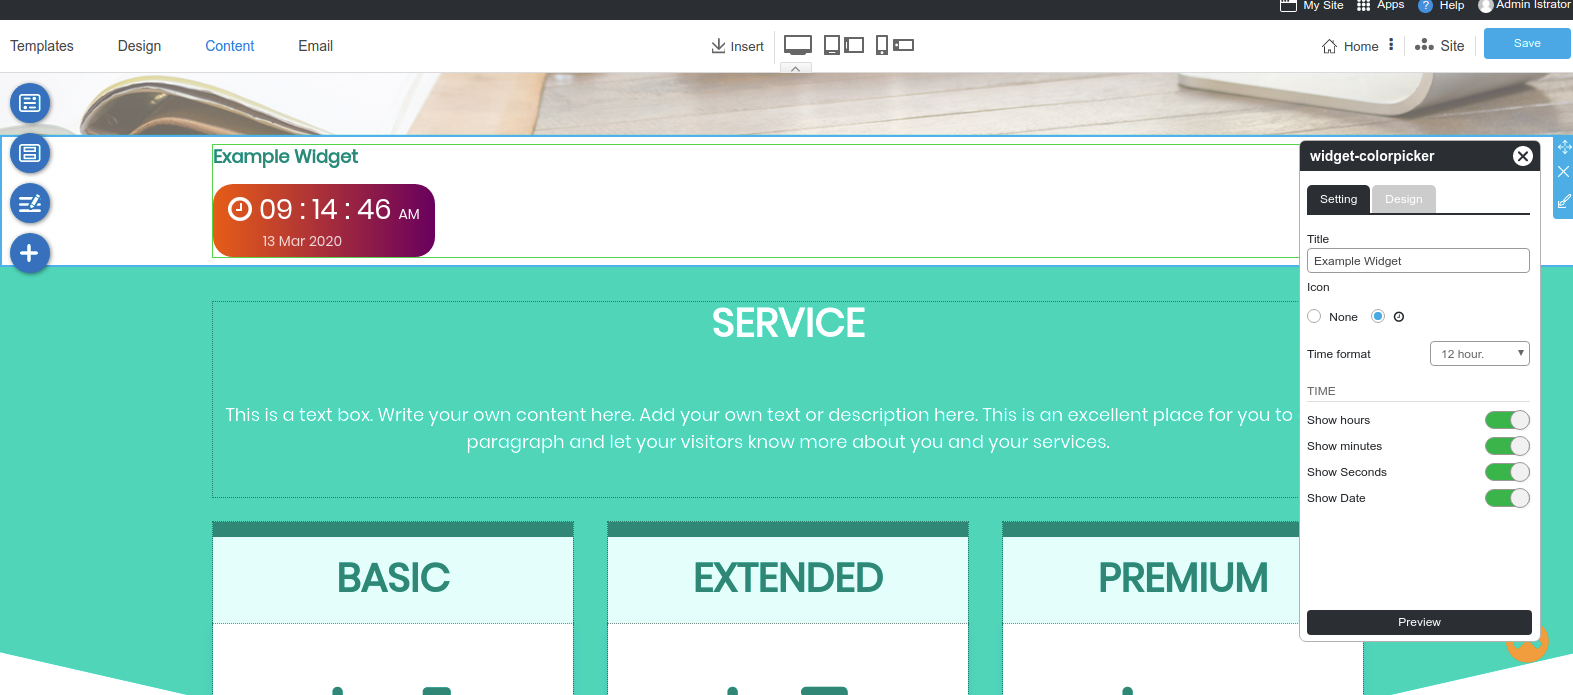 My Site Apps ? Help Admin Istrator
Templates Design Content Email Insert Home Site Save
Example Widget
09 : 14 : 46 AM
13 Mar 2020
widget-colorpicker
Setting Design
Title
Example Widget
Icon
None
Time format 12 hour.
TIME
Show hours
Show minutes
Show Seconds
Show Date
Preview
SERVICE
This is a text box. Write your own content here. Add your own text or description here. This is an excellent place for you to
paragraph and let your visitors know more about you and your services.
BASIC EXTENDED PREMIUM